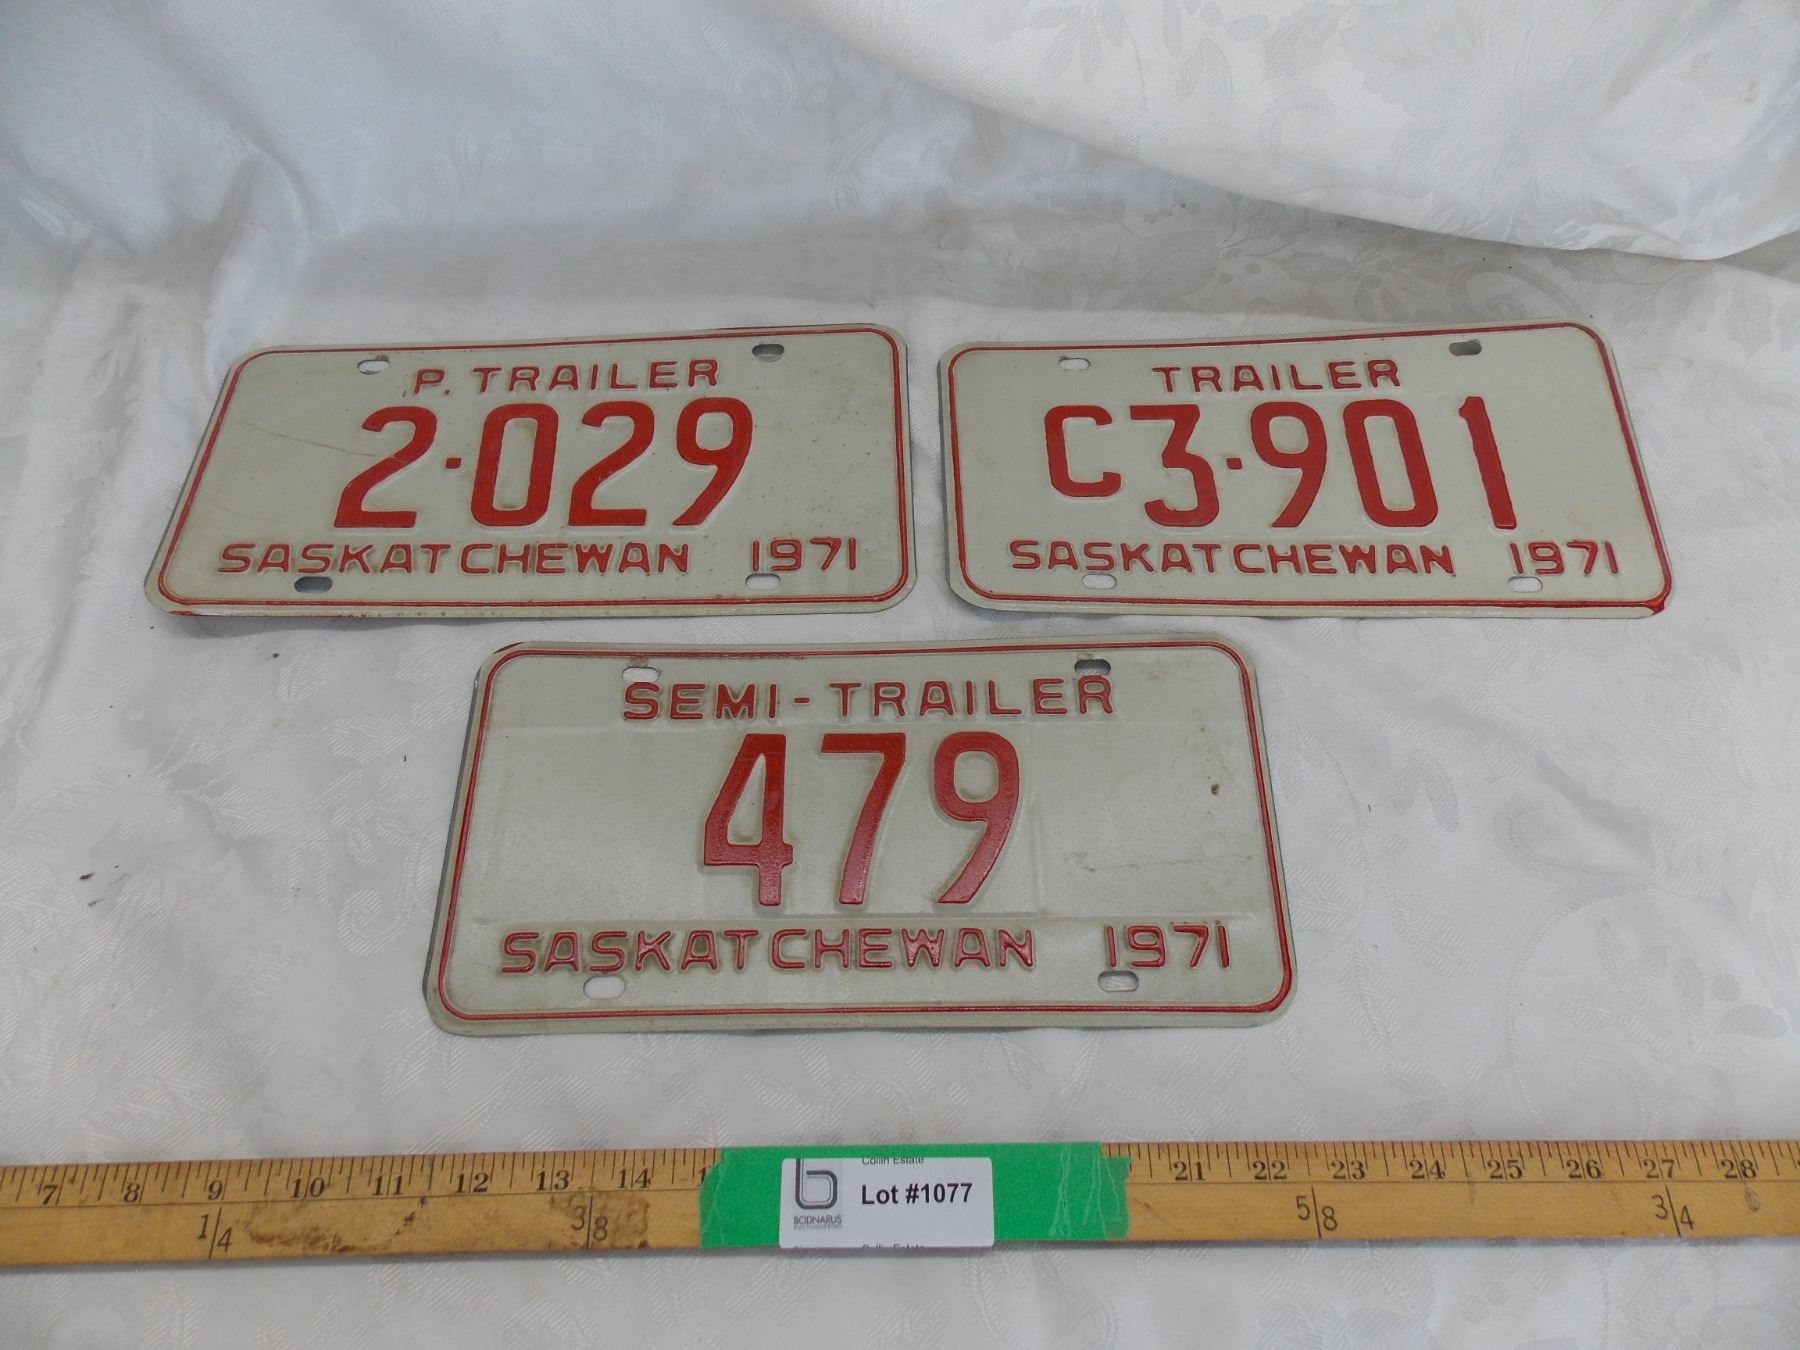 P. TRAILER
2-029
SASKATCHEWAN 1971
TRAILER
C3-901
SASKATCHEWAN 1971
SEMI-TRAILER
479
SASKATCHEWAN 1971
7 8 9 10 11 12 13 14 21 22 23 24 25 26 27 28
1/4 3/8 5/8 3/4
Collin Estate
Lot #1077
BODNARUS